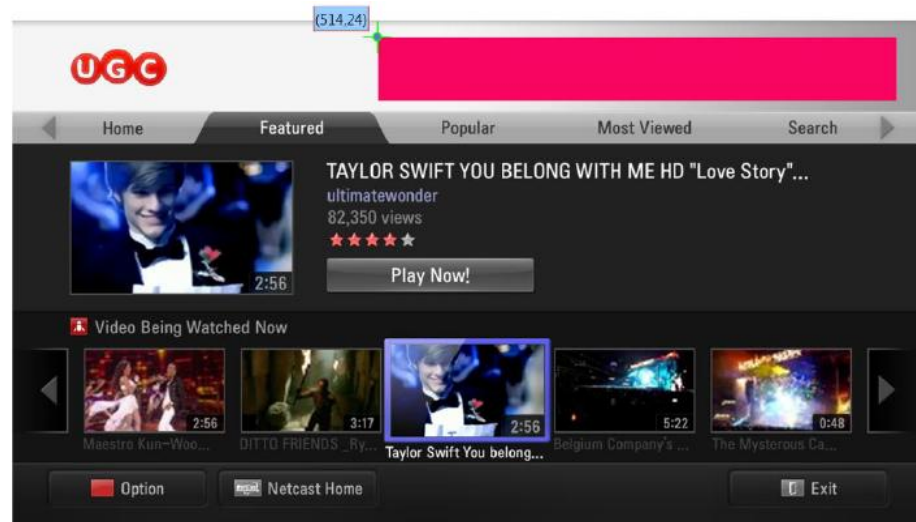 (514,24)
UGC
Home Featured Popular Most Viewed Search
TAYLOR SWIFT YOU BELONG WITH ME HD "Love Story"...
ultimatewonder
82,350 views
2:56
Play Now!
Video Being Watched Now
2:56 3:17 2:56 5:22 0:48
Maestro Kun-Woo... DITTO FRIENDS _Ry... Taylor Swift You belong... Belgium Company's ... The Mysterous Ca...
Option Netcast Home Exit